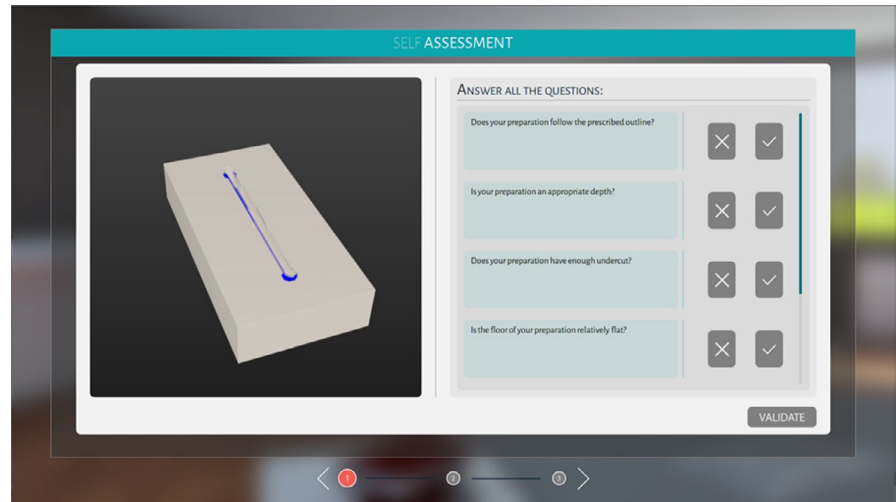 SELF ASSESSMENT
ANSWER ALL THE QUESTIONS:
Does your preparation follow the prescribed outline?
Is your preparation an appropriate depth?
Does your preparation have enough undercut?
Is the floor of your preparation relatively flat?
VALIDATE
1 2 3